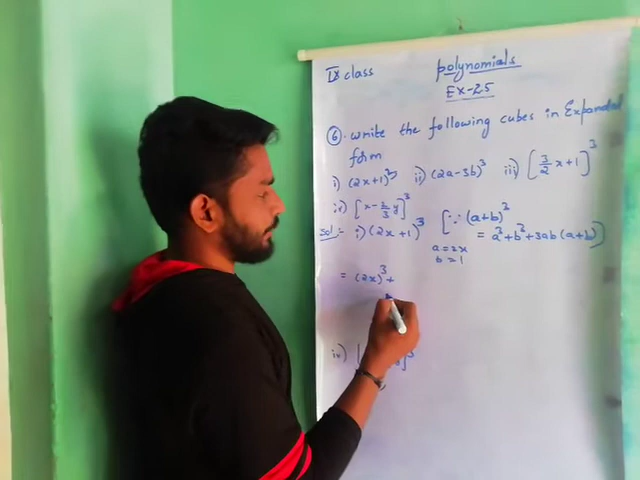 IX class
polynomials
EX-2.5
6. write the following cubes in Expanded
form
i) (2x+1)³ ii) (2a-3b)³ iii) [3/2 x+1]³
iv) [x-2/3 y]³
Sol:- i) (2x+1)³ [∵ (a+b)³
= a³+b³+3ab(a+b)]
a=2x
b=1
= (2x)³+
iv)